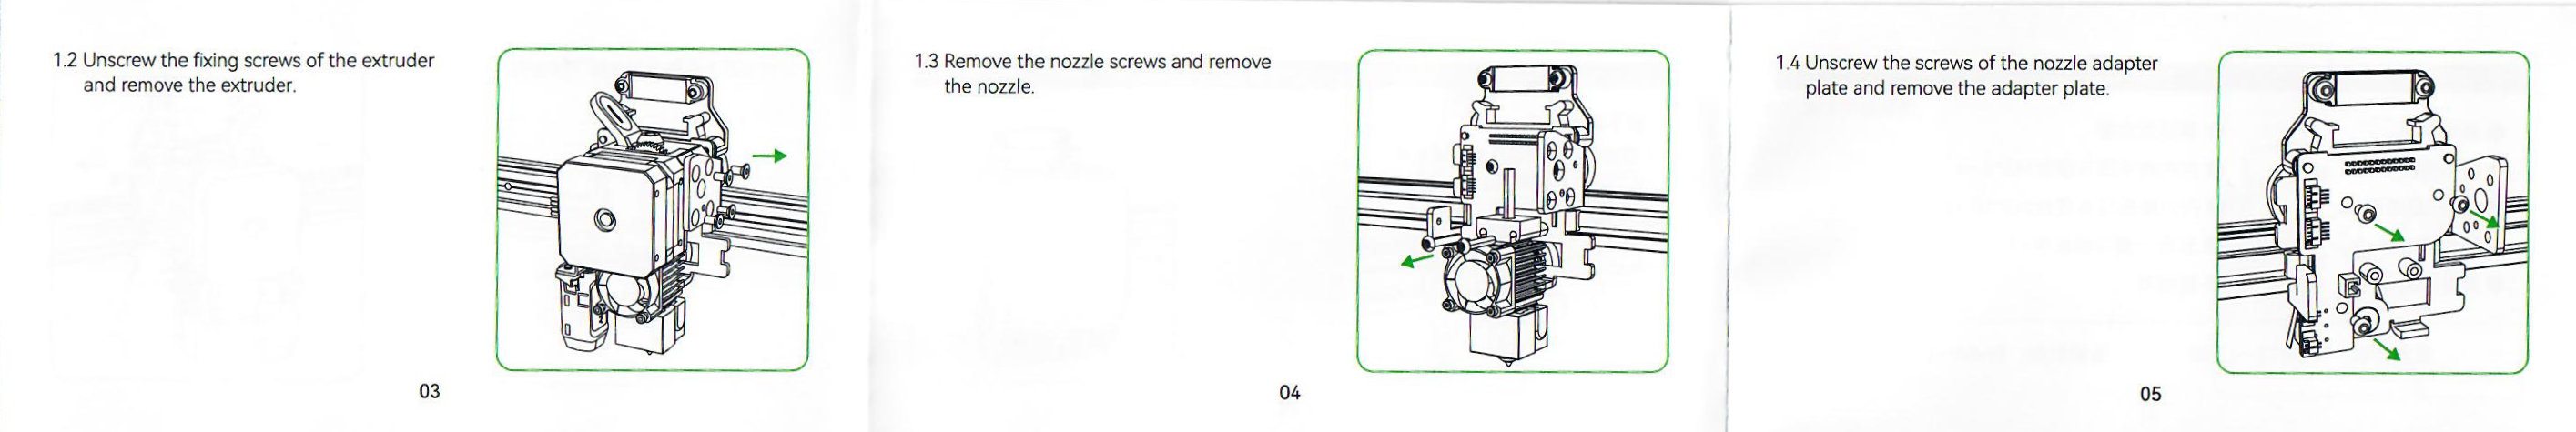 1.2 Unscrew the fixing screws of the extruder
and remove the extruder.
03
1.3 Remove the nozzle screws and remove
the nozzle.
04
1.4 Unscrew the screws of the nozzle adapter
plate and remove the adapter plate.
05